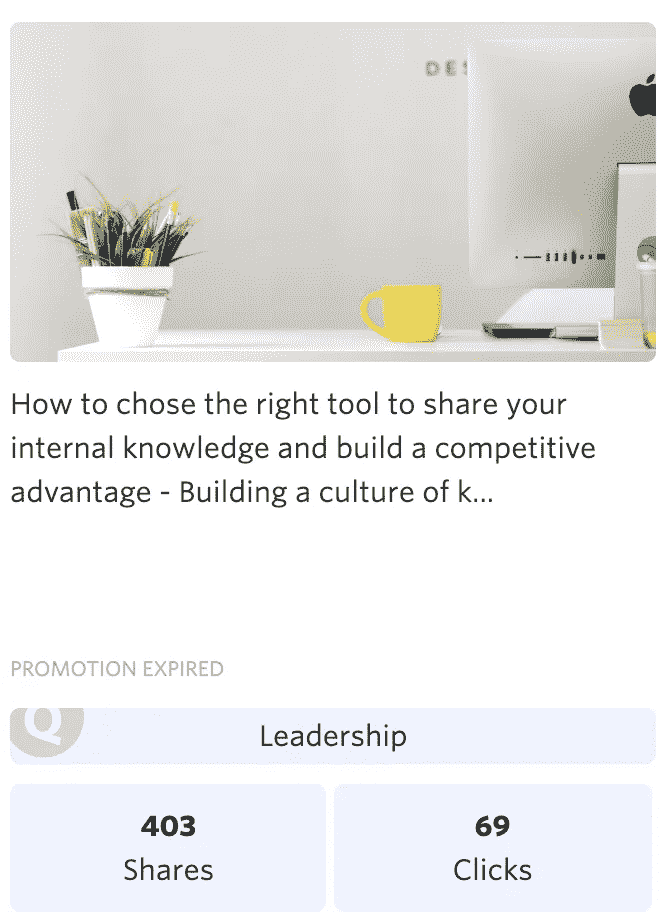 DES
How to chose the right tool to share your
internal knowledge and build a competitive
advantage - Building a culture of k...
PROMOTION EXPIRED
Q
Leadership
403
Shares
69
Clicks